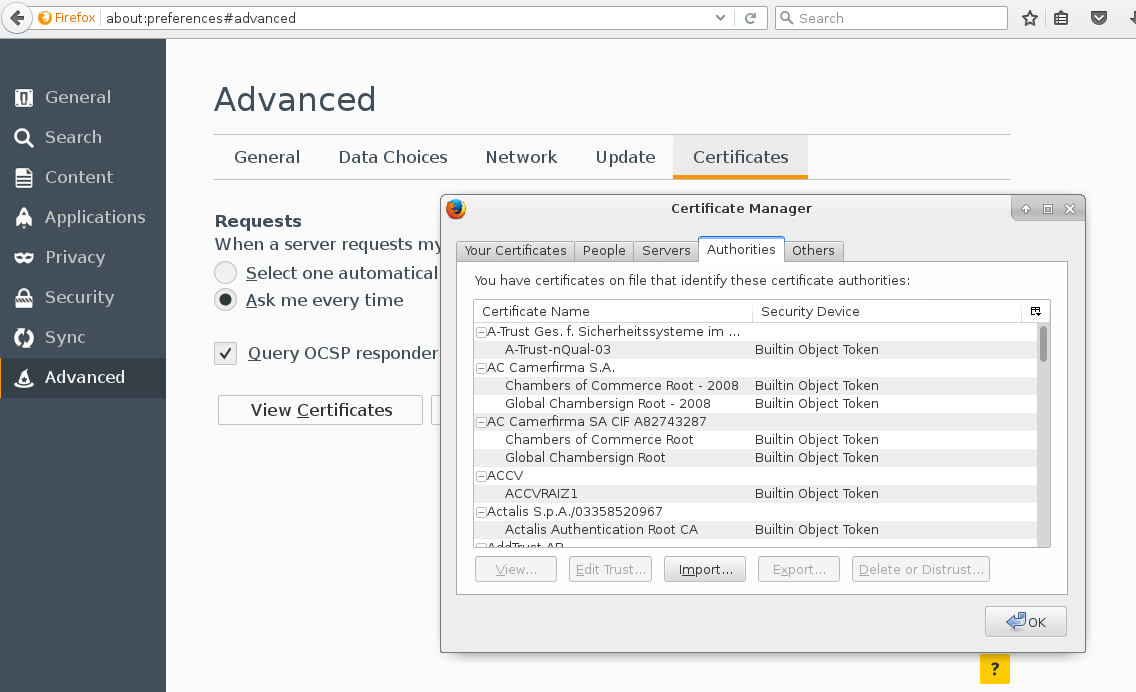 Firefox about:preferences#advanced Search
General
Search
Content
Applications
Privacy
Security
Sync
Advanced
Advanced
General Data Choices Network Update Certificates
Requests
When a server requests my
Select one automatical
Ask me every time
Query OCSP responder
View Certificates
Certificate Manager
Your Certificates People Servers Authorities Others
You have certificates on file that identify these certificate authorities:
Certificate Name Security Device
A-Trust Ges. f. Sicherheitssysteme im ...
A-Trust-nQual-03 Builtin Object Token
AC Camerfirma S.A.
Chambers of Commerce Root - 2008 Builtin Object Token
Global Chambersign Root - 2008 Builtin Object Token
AC Camerfirma SA CIF A82743287
Chambers of Commerce Root Builtin Object Token
Global Chambersign Root Builtin Object Token
ACCV
ACCVRAIZ1 Builtin Object Token
Actalis S.p.A./03358520967
Actalis Authentication Root CA Builtin Object Token
AddTrust AB
View... Edit Trust... Import... Export... Delete or Distrust...
OK
?